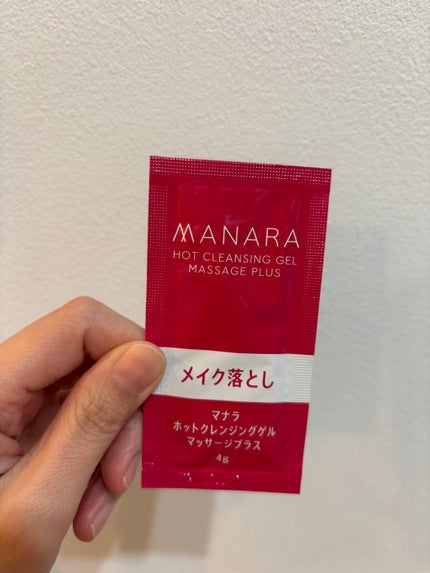 MANARA
HOT CLEANSING GEL
MASSAGE PLUS
メイク落とし
マナラ
ホットクレンジングゲル
マッサージプラス
4g